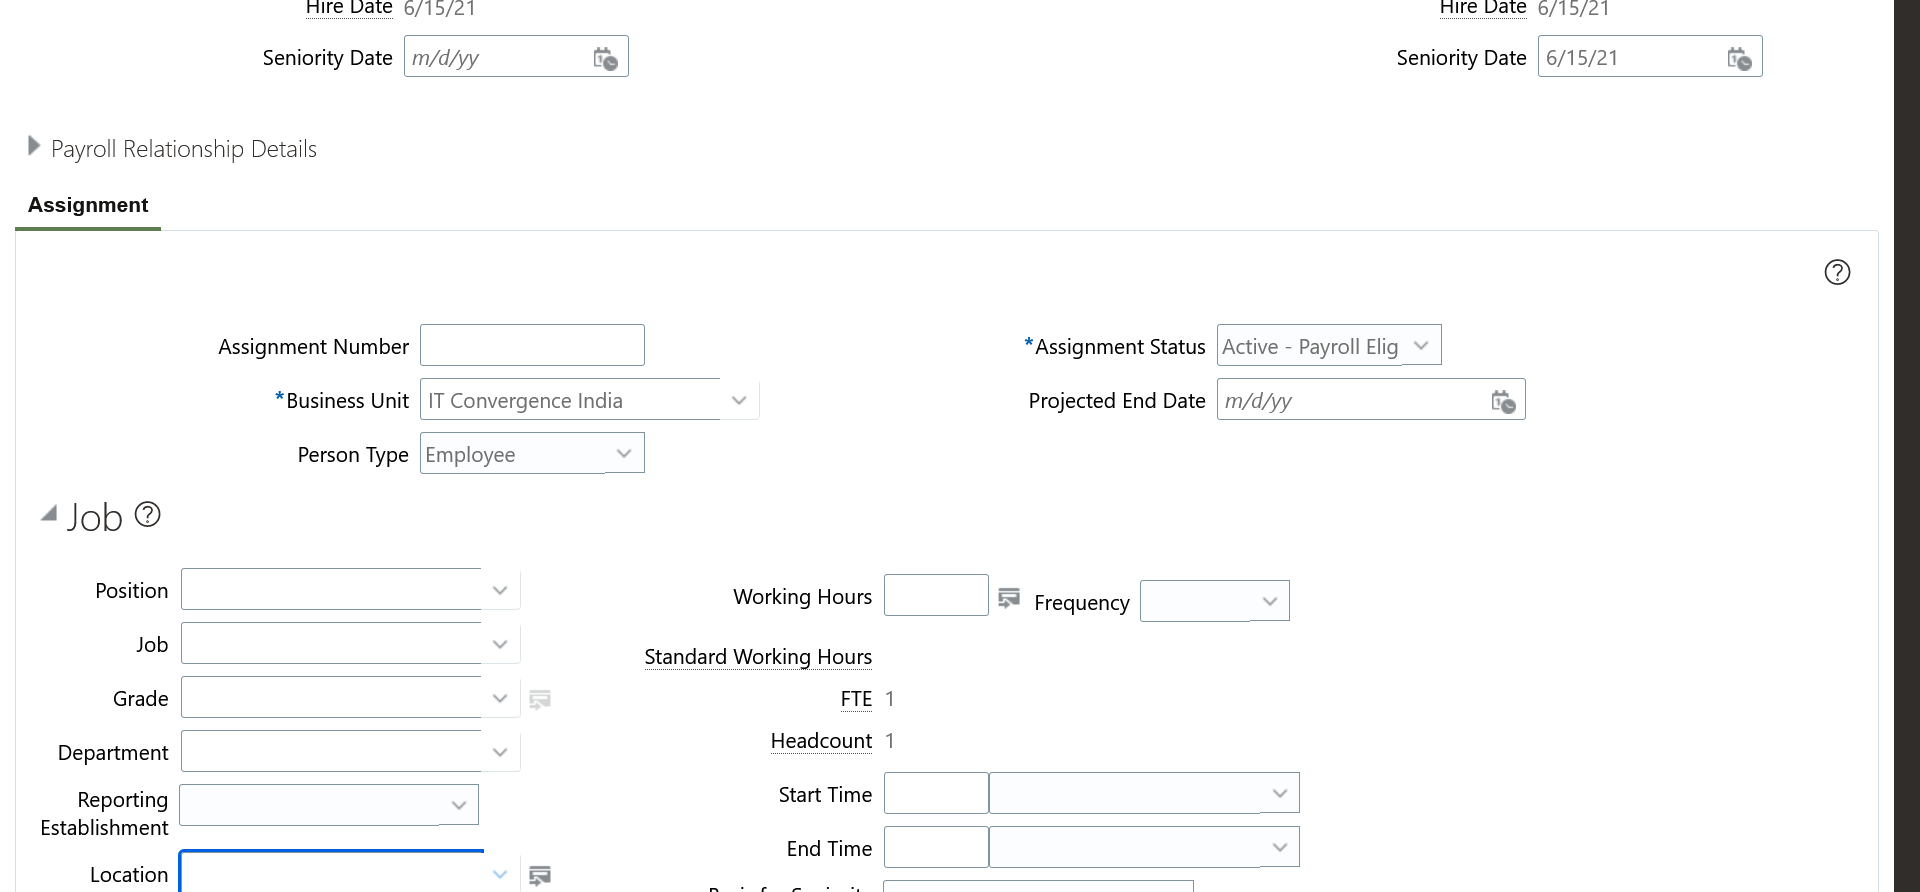 Hire Date 6/15/21 Hire Date 6/15/21
Seniority Date m/d/yy Seniority Date 6/15/21
Payroll Relationship Details
Assignment
Assignment Number *Assignment Status Active - Payroll Elig
*Business Unit IT Convergence India Projected End Date m/d/yy
Person Type Employee
Job
Position Working Hours Frequency
Job
Standard Working Hours
Grade FTE 1
Headcount 1
Department
Reporting
Establishment
Start Time
End Time
Location